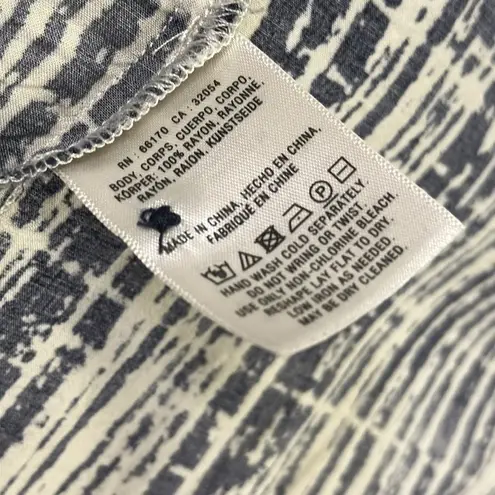 RN : 66170 CA : 32054
BODY, CORPS, CUERPO, CORPO,
KÖRPER: 100% RAYON, RAYONNE,
RAYÓN, RAION, KUNSTSEIDE
MADE IN CHINA, HECHO EN CHINA,
FABRIQUÉ EN CHINE
HAND WASH COLD SEPARATELY.
DO NOT WRING OR TWIST.
USE ONLY NON-CHLORINE BLEACH.
RESHAPE LAY FLAT TO DRY.
LOW IRON AS NEEDED.
MAY BE DRY CLEANED.